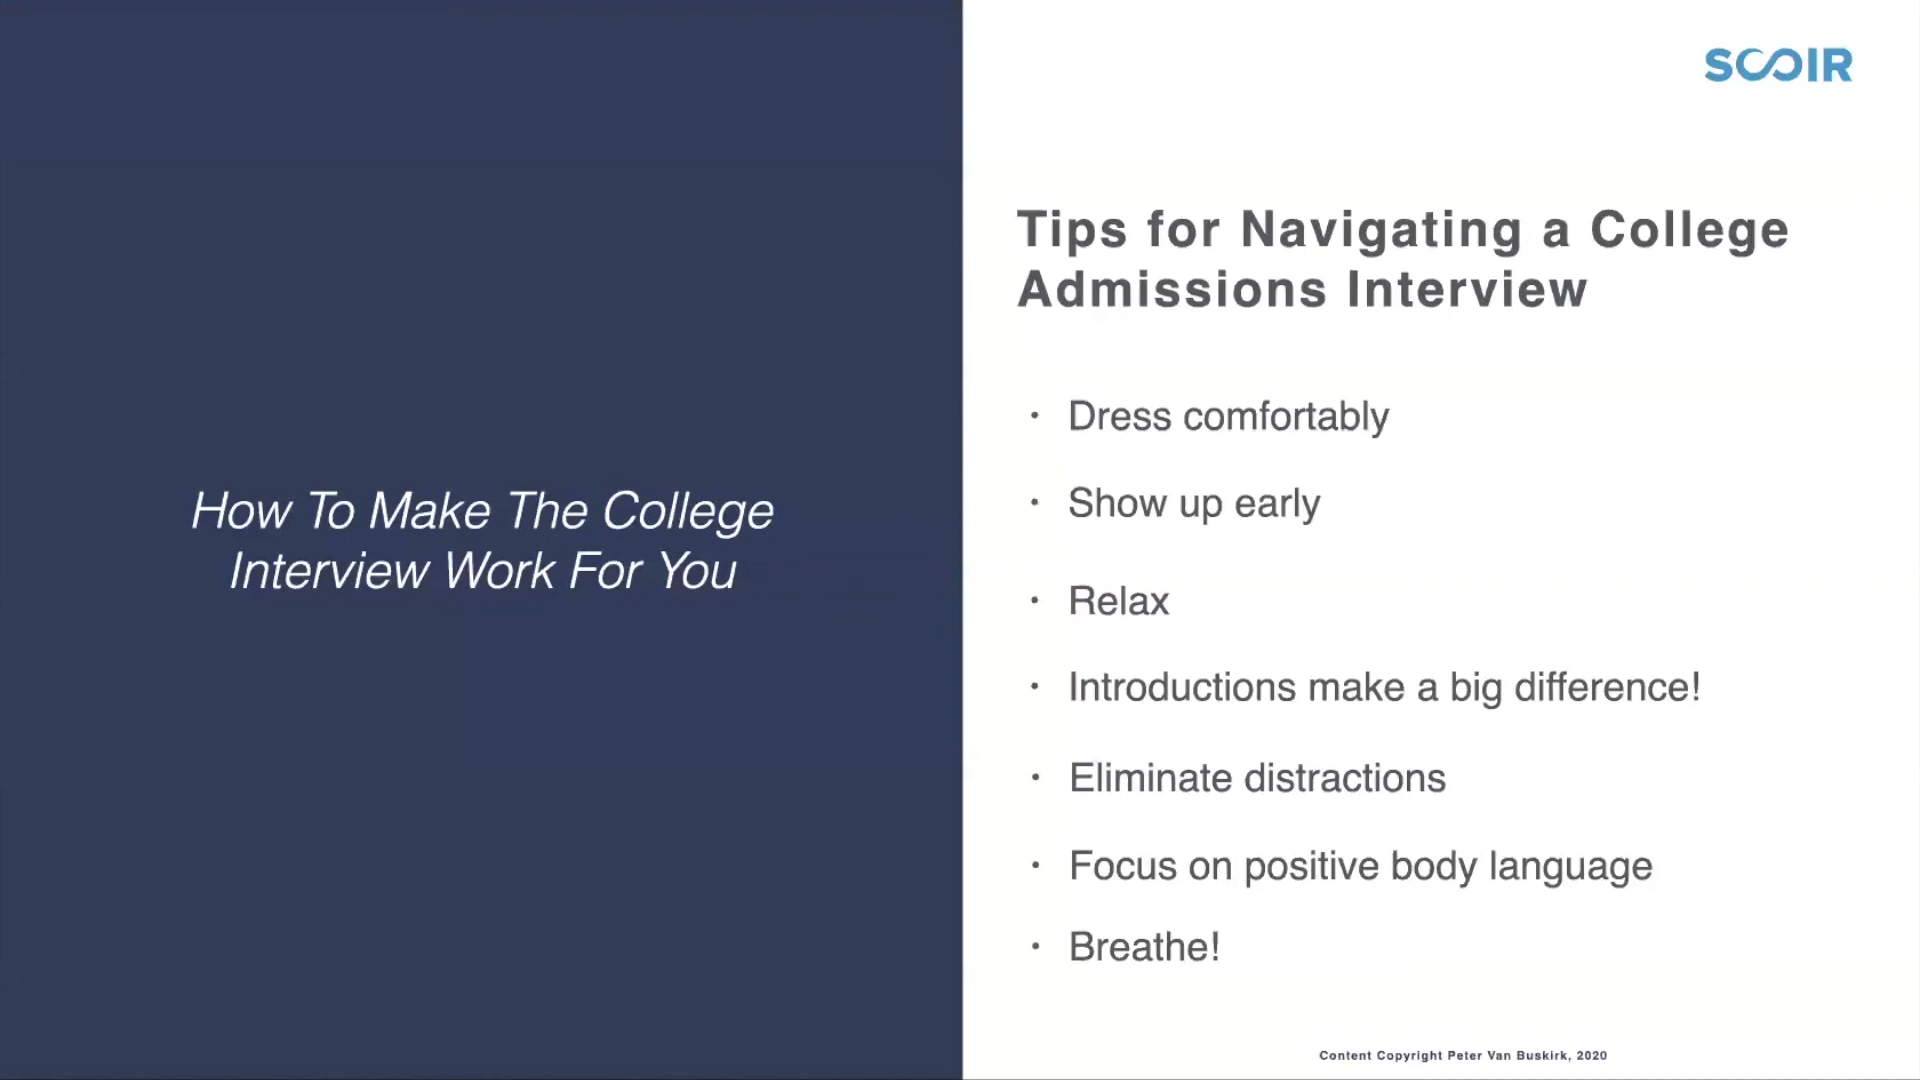 How To Make The College
Interview Work For You
SCOIR
Tips for Navigating a College
Admissions Interview
• Dress comfortably
• Show up early
• Relax
• Introductions make a big difference!
• Eliminate distractions
• Focus on positive body language
• Breathe!
Content Copyright Peter Van Buskirk, 2020